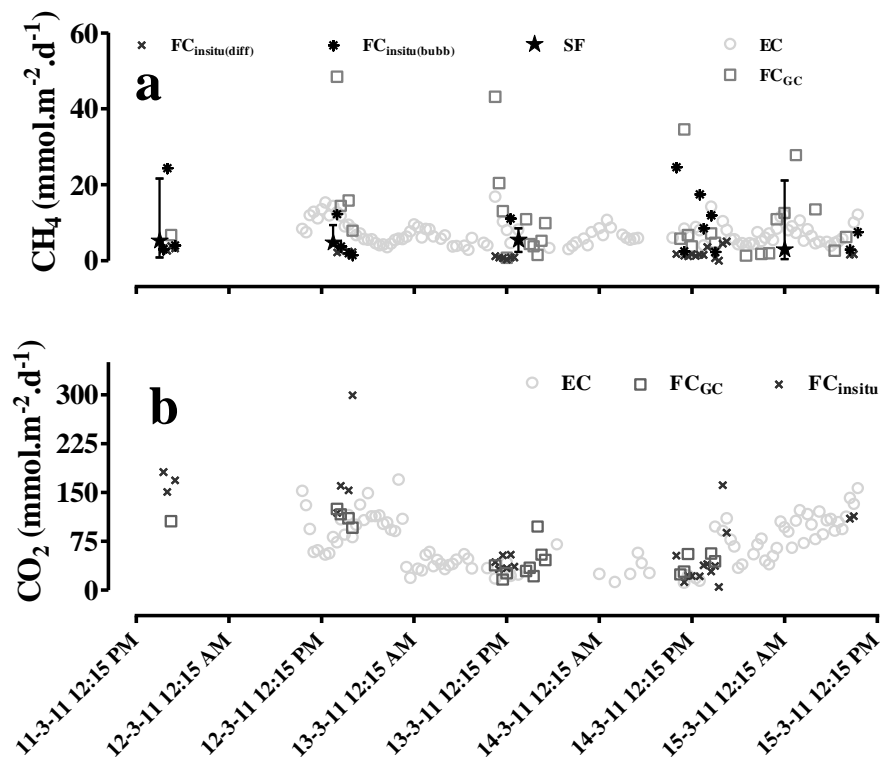 60
40
20
0
CH4 (mmol.m-2.d-1)
a
FCinsitu(diff) FCinsitu(bubb) SF EC
FCGC
300
225
150
75
0
CO2 (mmol.m-2.d-1)
b
EC FCGC FCinsitu
11-3-11 12:15 PM
12-3-11 12:15 AM
12-3-11 12:15 PM
13-3-11 12:15 AM
13-3-11 12:15 PM
14-3-11 12:15 AM
14-3-11 12:15 PM
15-3-11 12:15 AM
15-3-11 12:15 PM